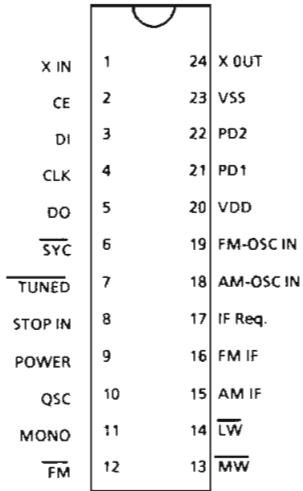 X IN 1 24 X OUT
CE 2 23 VSS
DI 3 22 PD2
CLK 4 21 PD1
DO 5 20 VDD
SYC 6 19 FM-OSC IN
TUNED 7 18 AM-OSC IN
STOP IN 8 17 IF Req.
POWER 9 16 FM IF
QSC 10 15 AM IF
MONO 11 14 LW
FM 12 13 MW